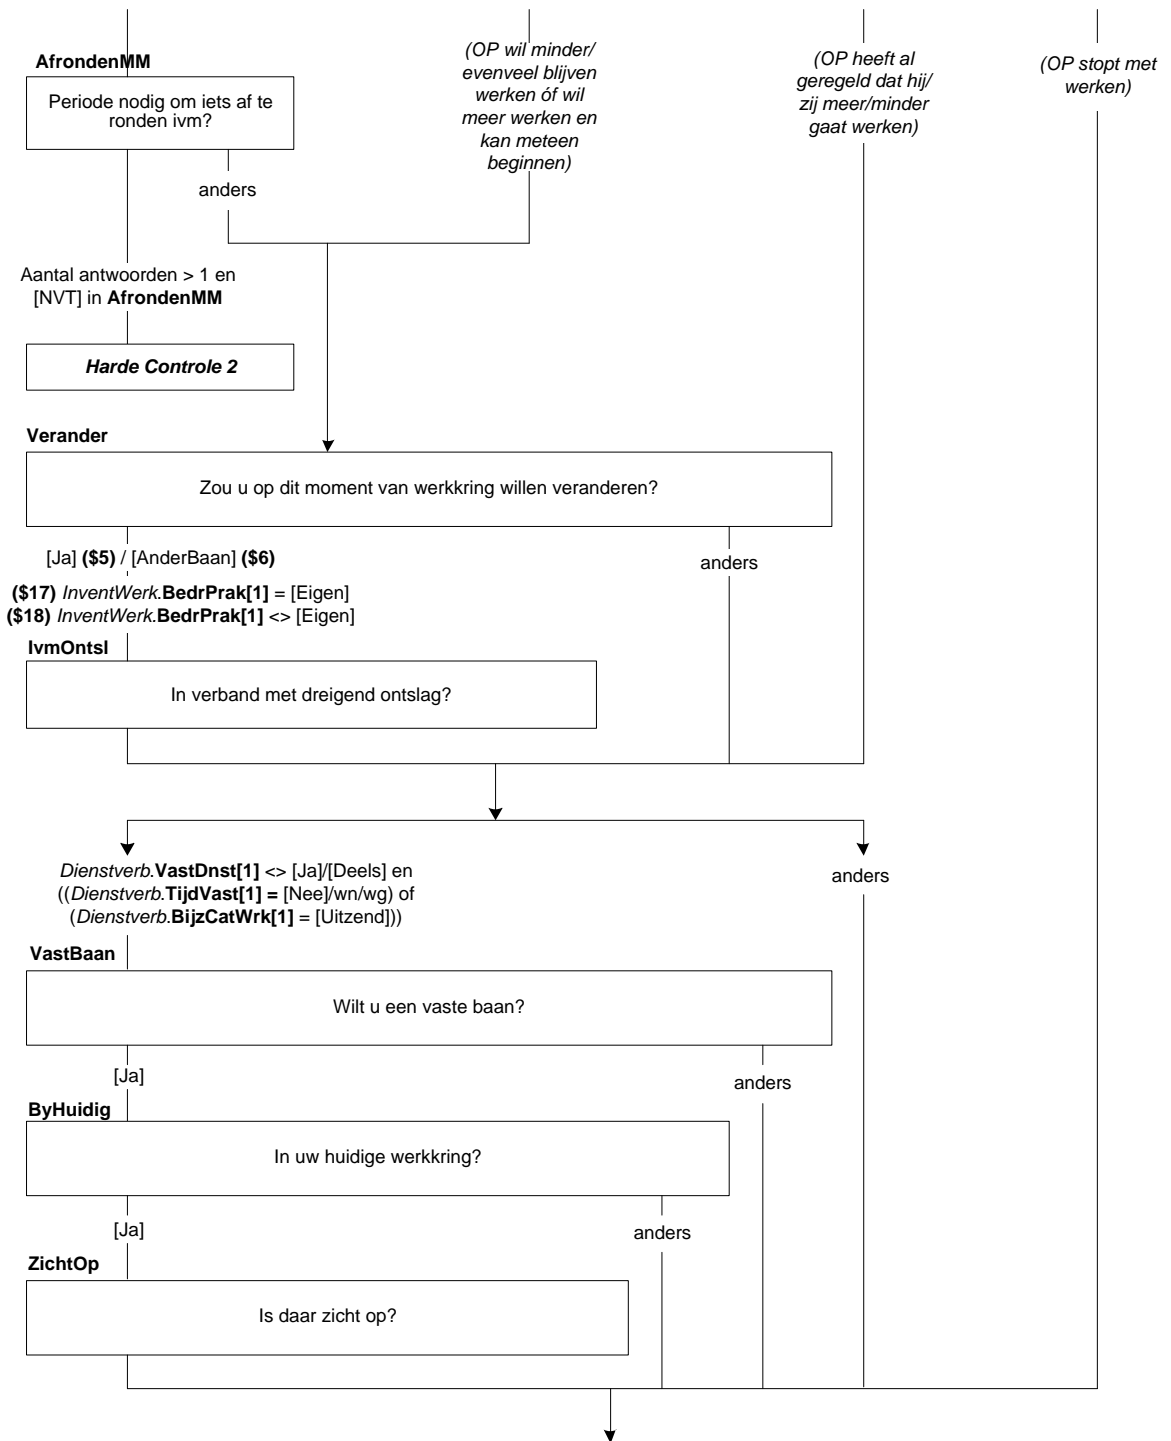 AfrondenMM
Periode nodig om iets af te
ronden ivm?
(OP wil minder/
evenveel blijven
werken óf wil
meer werken en
kan meteen
beginnen)
(OP heeft al
geregeld dat hij/
zij meer/minder
gaat werken)
(OP stopt met
werken)
anders
Aantal antwoorden > 1 en
[NVT] in AfrondenMM
Harde Controle 2
Verander
Zou u op dit moment van werkkring willen veranderen?
[Ja] ($5) / [AnderBaan] ($6)
anders
($17) InventWerk.BedrPrak[1] = [Eigen]
($18) InventWerk.BedrPrak[1] <> [Eigen]
IvmOntsl
In verband met dreigend ontslag?
Dienstverb.VastDnst[1] <> [Ja]/[Deels] en
((Dienstverb.TijdVast[1] = [Nee]/wn/wg) of
(Dienstverb.BijzCatWrk[1] = [Uitzend]))
anders
VastBaan
Wilt u een vaste baan?
[Ja]
anders
ByHuidig
In uw huidige werkkring?
[Ja]
anders
ZichtOp
Is daar zicht op?